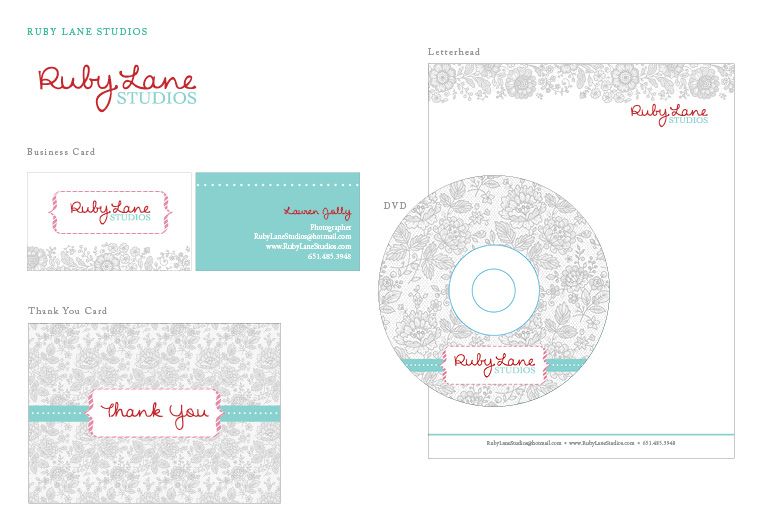 RUBY LANE STUDIOS
Ruby Lane
STUDIOS
Business Card
Ruby Lane
STUDIOS
Lauren Jolly
Photographer
RubyLaneStudios@hotmail.com
www.RubyLaneStudios.com
651.485.3948
Thank You Card
Thank You
Letterhead
Ruby Lane
STUDIOS
DVD
Ruby Lane
STUDIOS
RubyLaneStudios@hotmail.com • www.RubyLaneStudios.com • 651.485.3948